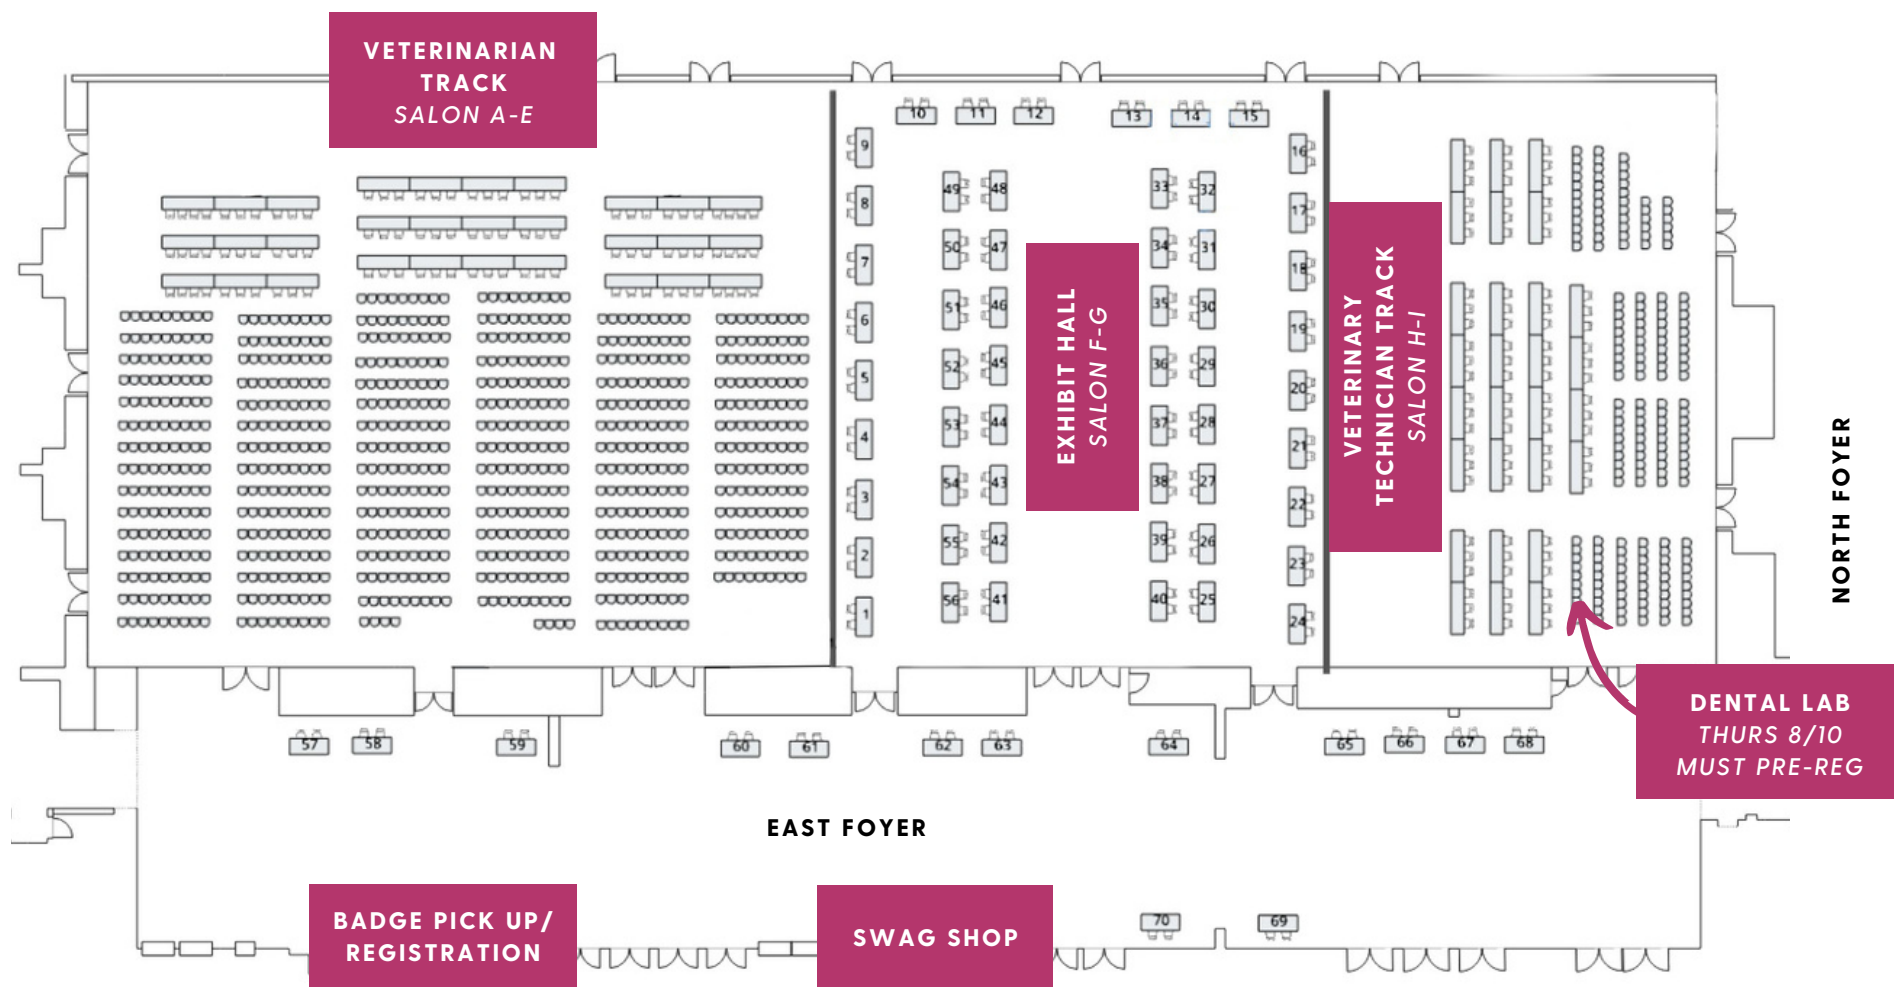 VETERINARIAN
TRACK
SALON A-E
10 11 12 13 14 15
9 16
49 48 33 32
8 17
50 47 34 31
7 18
51 46 35 30
6 19
52 45 36 29
5 20
53 44 37 28
4 21
54 43 38 27
3 22
55 42 39 26
2 23
56 41 40 25
1 24
EXHIBIT HALL
SALON F-G
VETERINARY
TECHNICIAN TRACK
SALON H-I
NORTH FOYER
DENTAL LAB
THURS 8/10
MUST PRE-REG
57 58 59 60 61 62 63 64 65 66 67 68
EAST FOYER
BADGE PICK UP/
REGISTRATION
SWAG SHOP
70 69